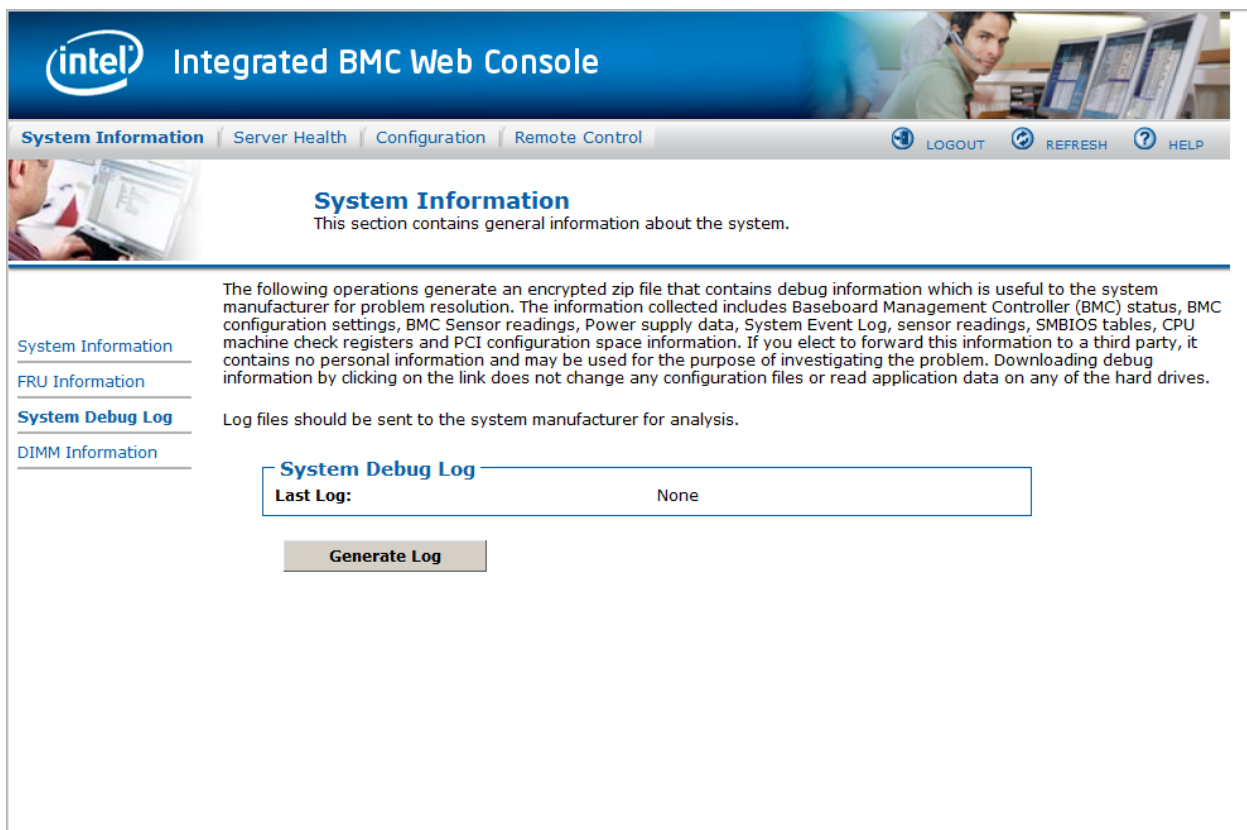 intel Integrated BMC Web Console
System Information Server Health Configuration Remote Control LOGOUT REFRESH ? HELP
System Information
This section contains general information about the system.
The following operations generate an encrypted zip file that contains debug information which is useful to the system
manufacturer for problem resolution. The information collected includes Baseboard Management Controller (BMC) status, BMC
configuration settings, BMC Sensor readings, Power supply data, System Event Log, sensor readings, SMBIOS tables, CPU
machine check registers and PCI configuration space information. If you elect to forward this information to a third party, it
contains no personal information and may be used for the purpose of investigating the problem. Downloading debug
information by clicking on the link does not change any configuration files or read application data on any of the hard drives.
Log files should be sent to the system manufacturer for analysis.
System Information
FRU Information
System Debug Log
DIMM Information
System Debug Log
Last Log: None
Generate Log